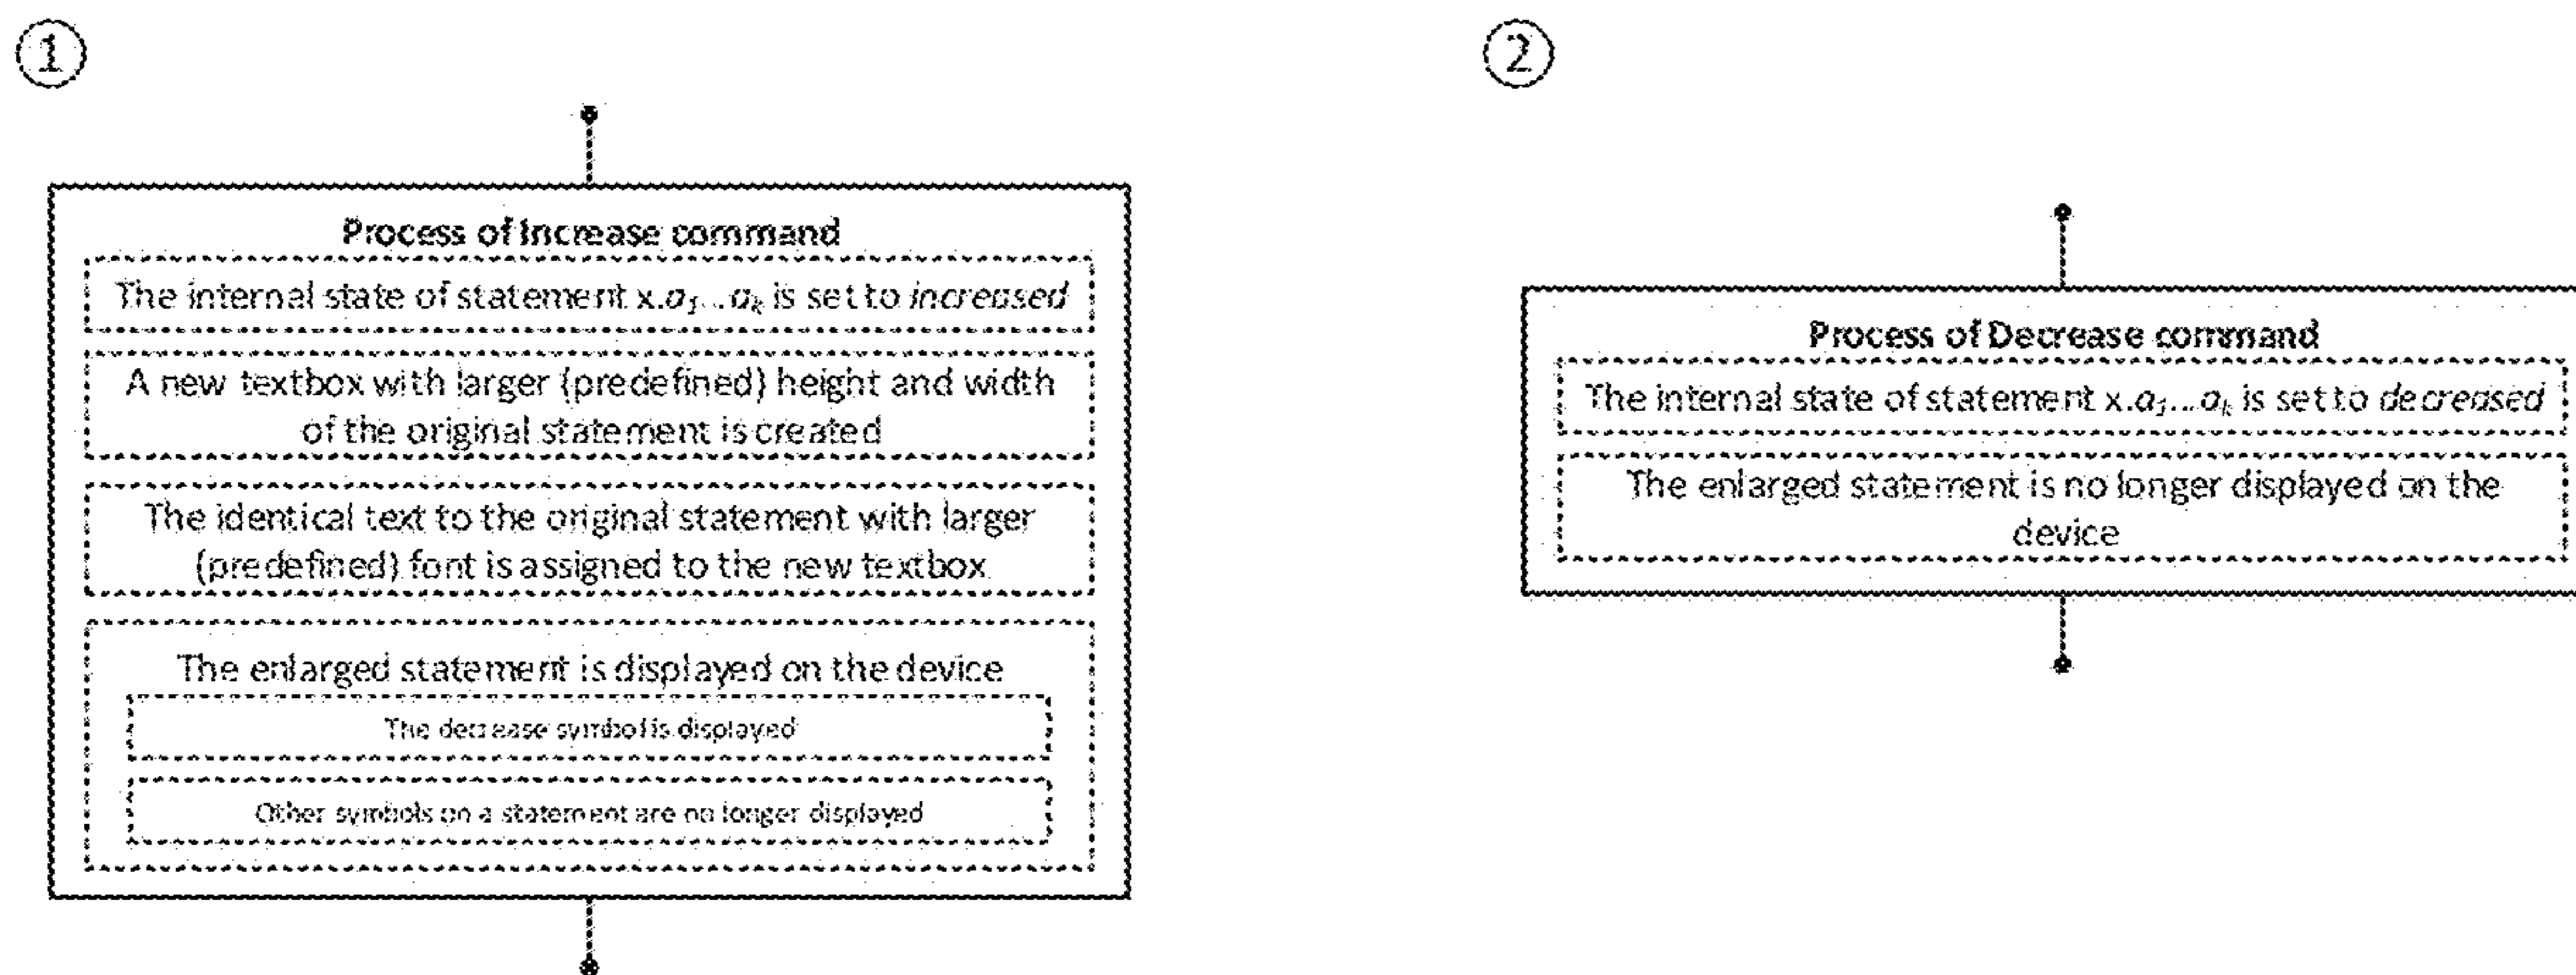 ①
Process of Increase command
The internal state of statement x.a₁...aₖ is set to increased
A new textbox with larger (predefined) height and width
of the original statement is created
The identical text to the original statement with larger
(predefined) font is assigned to the new textbox
The enlarged statement is displayed on the device
The decrease symbol is displayed
Other symbols on a statement are no longer displayed
②
Process of Decrease command
The internal state of statement x.a₁...aₖ is set to decreased
The enlarged statement is no longer displayed on the
device